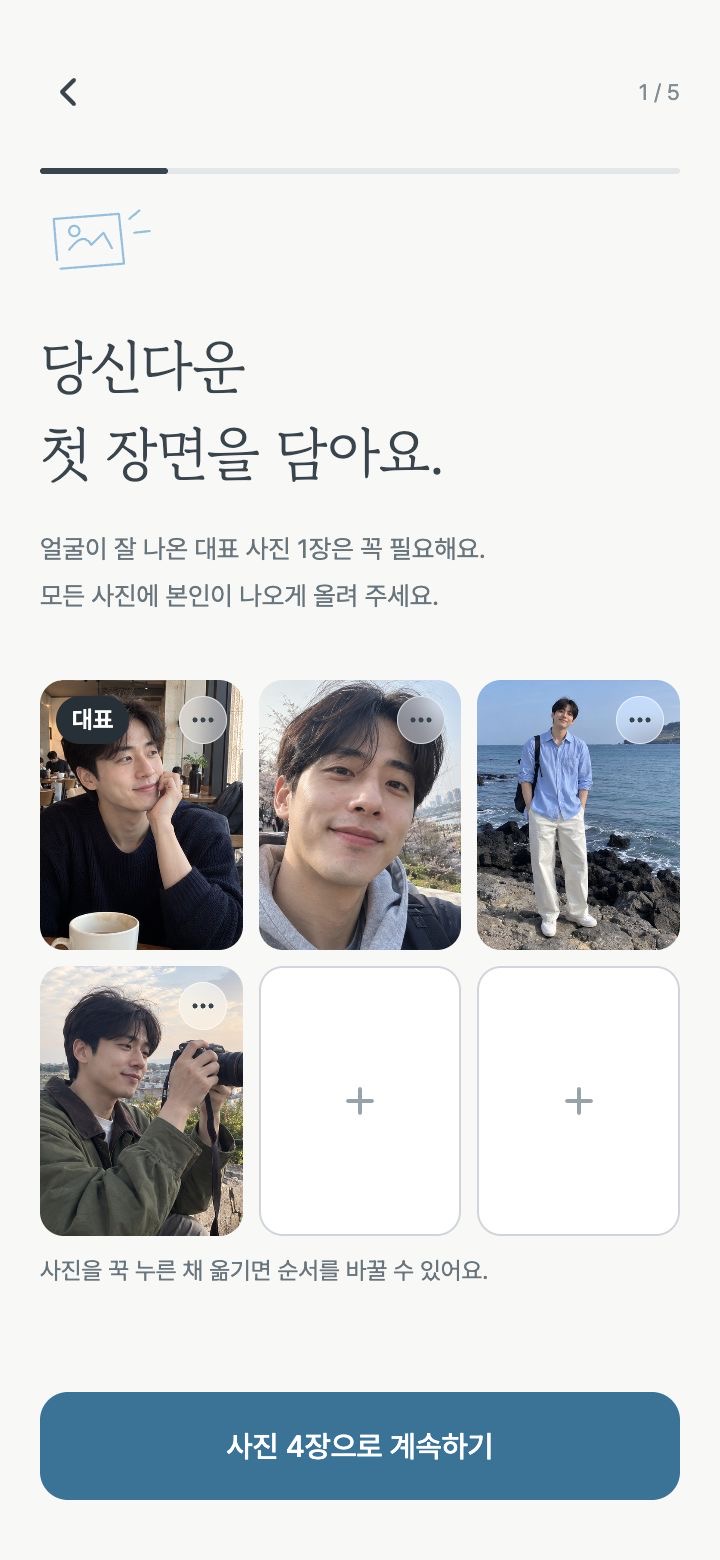 1 / 5
당신다운
첫 장면을 담아요.
얼굴이 잘 나온 대표 사진 1장은 꼭 필요해요.
모든 사진에 본인이 나오게 올려 주세요.
대표
사진을 꾹 누른 채 옮기면 순서를 바꿀 수 있어요.
사진 4장으로 계속하기